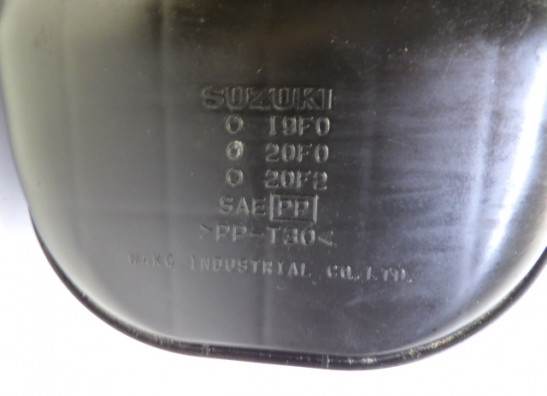 SUZUKI
○ 19F0
○ 20F0
○ 20F2
SAE PP
>PP-T30<
INDUSTRIAL CO.LTD.